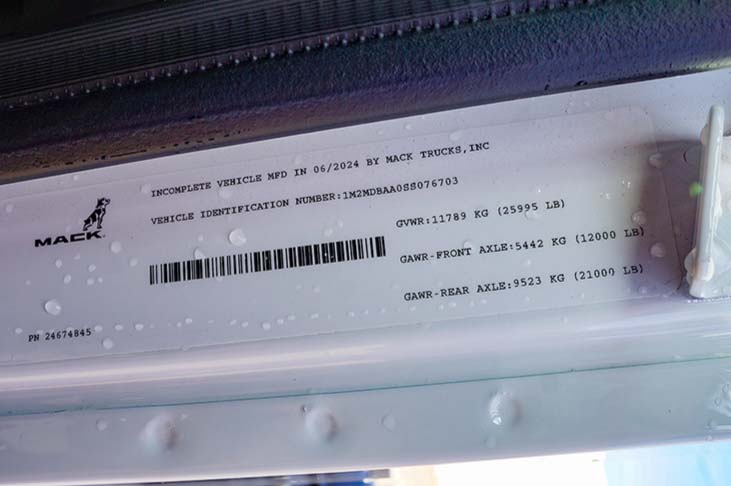 INCOMPLETE VEHICLE MFD IN 06/2024 BY MACK TRUCKS, INC
VEHICLE IDENTIFICATION NUMBER:1M2MDBAA0SS076703
MACK
GVWR:11789 KG (25995 LB)
GAWR-FRONT AXLE:5442 KG (12000 LB)
GAWR-REAR AXLE:9523 KG (21000 LB)
PN 24674845